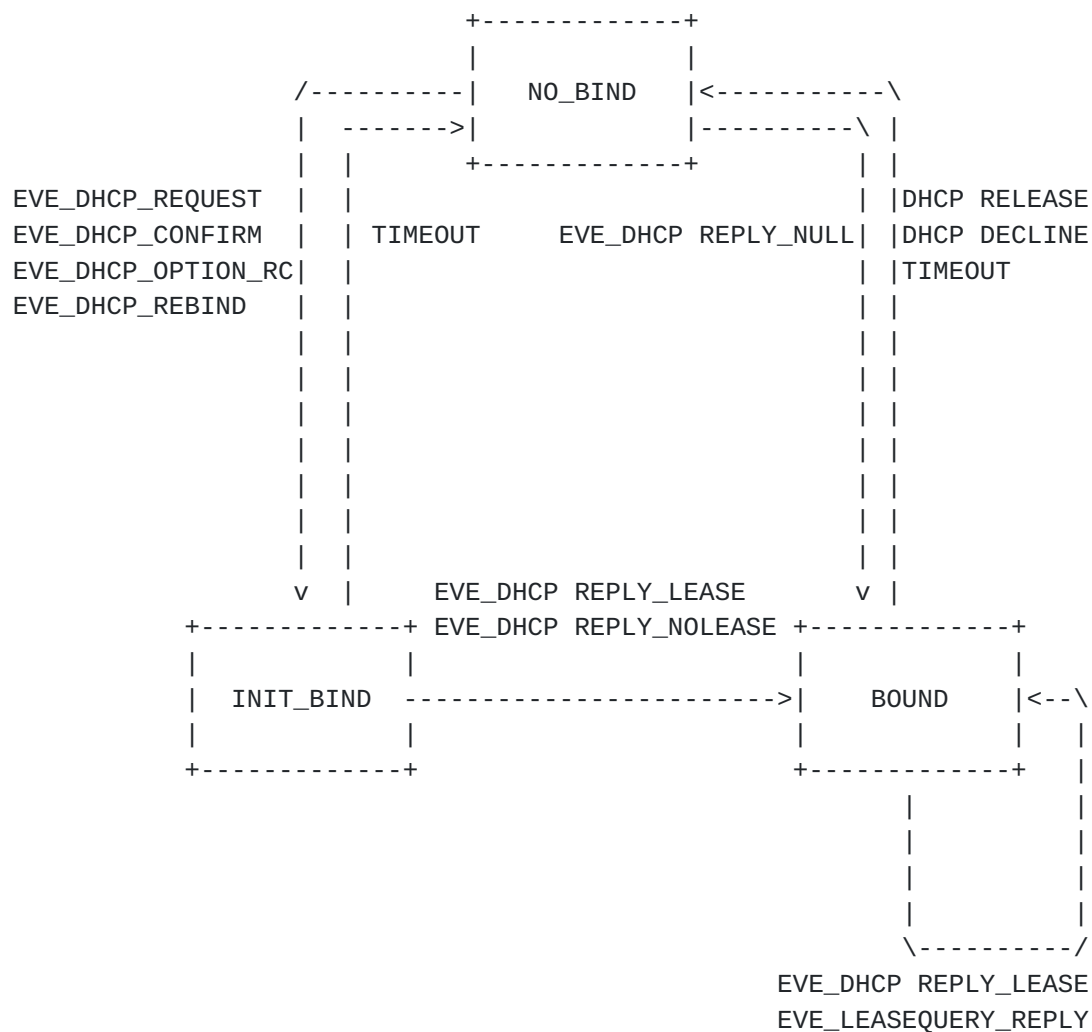 NO_BIND
EVE_DHCP_REQUEST DHCP RELEASE
EVE_DHCP_CONFIRM TIMEOUT EVE_DHCP REPLY_NULL DHCP DECLINE
EVE_DHCP_OPTION_RC TIMEOUT
EVE_DHCP_REBIND
EVE_DHCP REPLY_LEASE
EVE_DHCP REPLY_NOLEASE
INIT_BIND BOUND
EVE_DHCP REPLY_LEASE
EVE_LEASEQUERY_REPLY